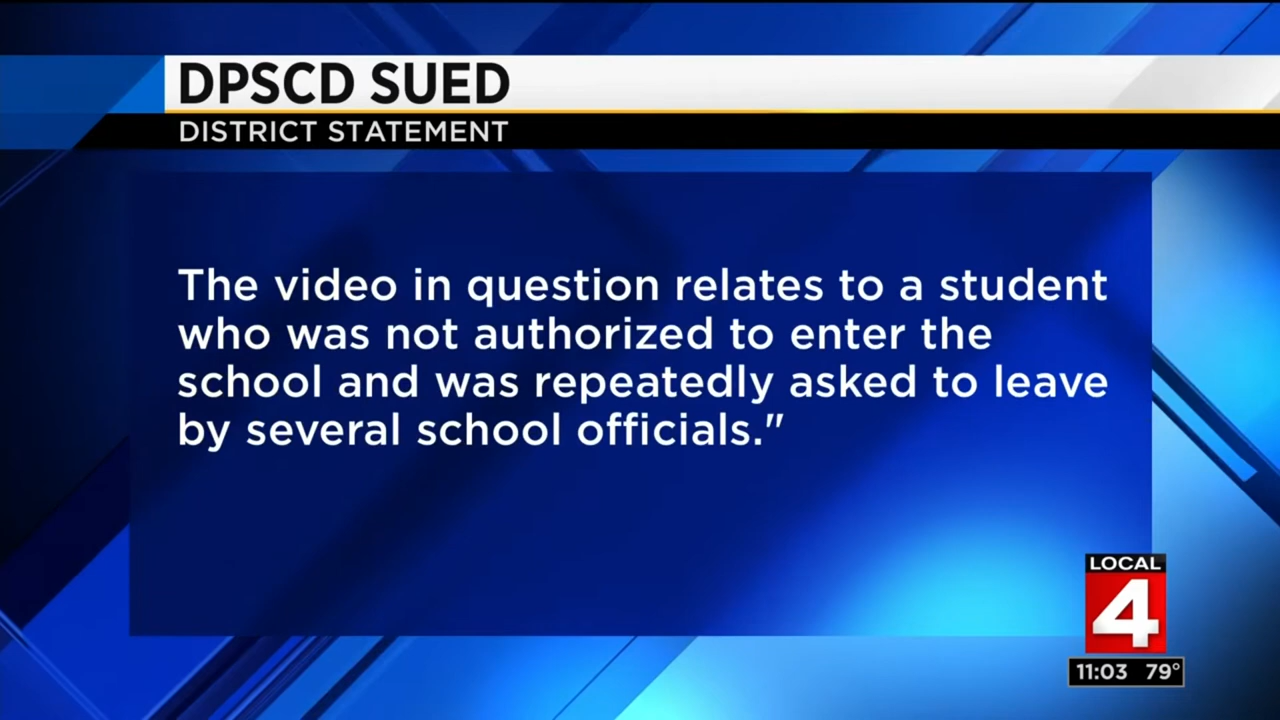 DPSCD SUED
DISTRICT STATEMENT
The video in question relates to a student
who was not authorized to enter the
school and was repeatedly asked to leave
by several school officials."
LOCAL
4
11:03 79°